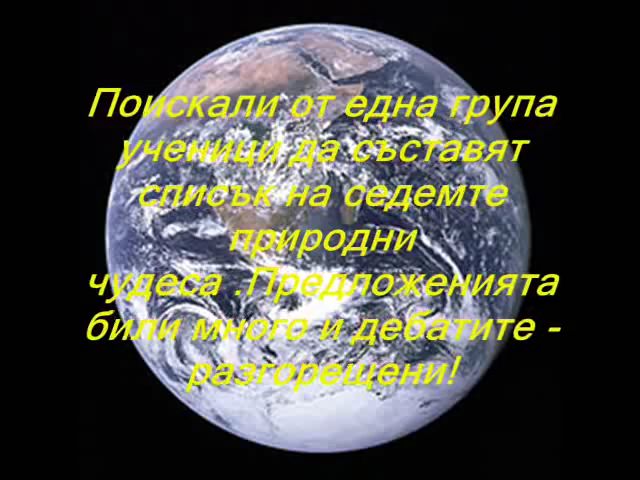 Поискали от една група
ученици да съставят
списък на седемте
природни
чудеса .Предложенията
били много и дебатите -
разгорещени!